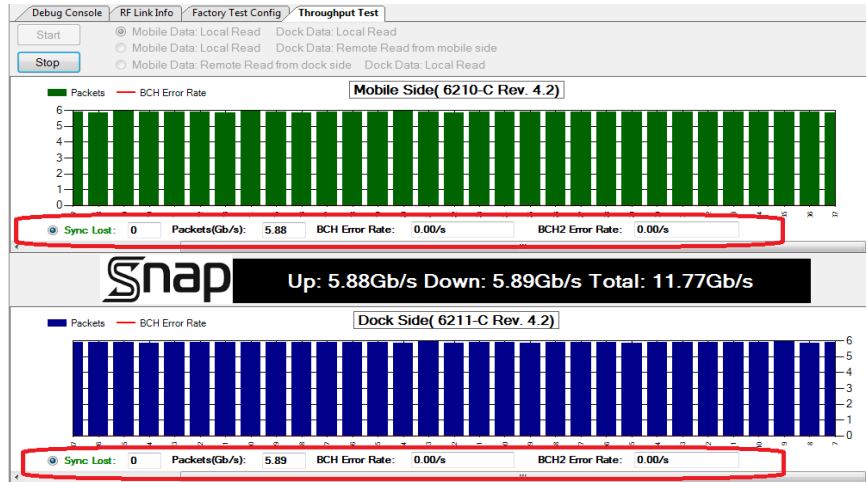 Debug Console RF Link Info Factory Test Config Throughput Test
Start Mobile Data: Local Read Dock Data: Local Read
Mobile Data: Local Read Dock Data: Remote Read from mobile side
Stop Mobile Data: Remote Read from dock side Dock Data: Local Read
Packets BCH Error Rate Mobile Side( 6210-C Rev. 4.2)
6
5
4
3
2
1
0
Sync Lost: 0 Packets(Gb/s): 5.88 BCH Error Rate: 0.00/s BCH2 Error Rate: 0.00/s
Snap Up: 5.88Gb/s Down: 5.89Gb/s Total: 11.77Gb/s
Packets BCH Error Rate Dock Side( 6211-C Rev. 4.2)
6
5
4
3
2
1
0
Sync Lost: 0 Packets(Gb/s): 5.89 BCH Error Rate: 0.00/s BCH2 Error Rate: 0.00/s